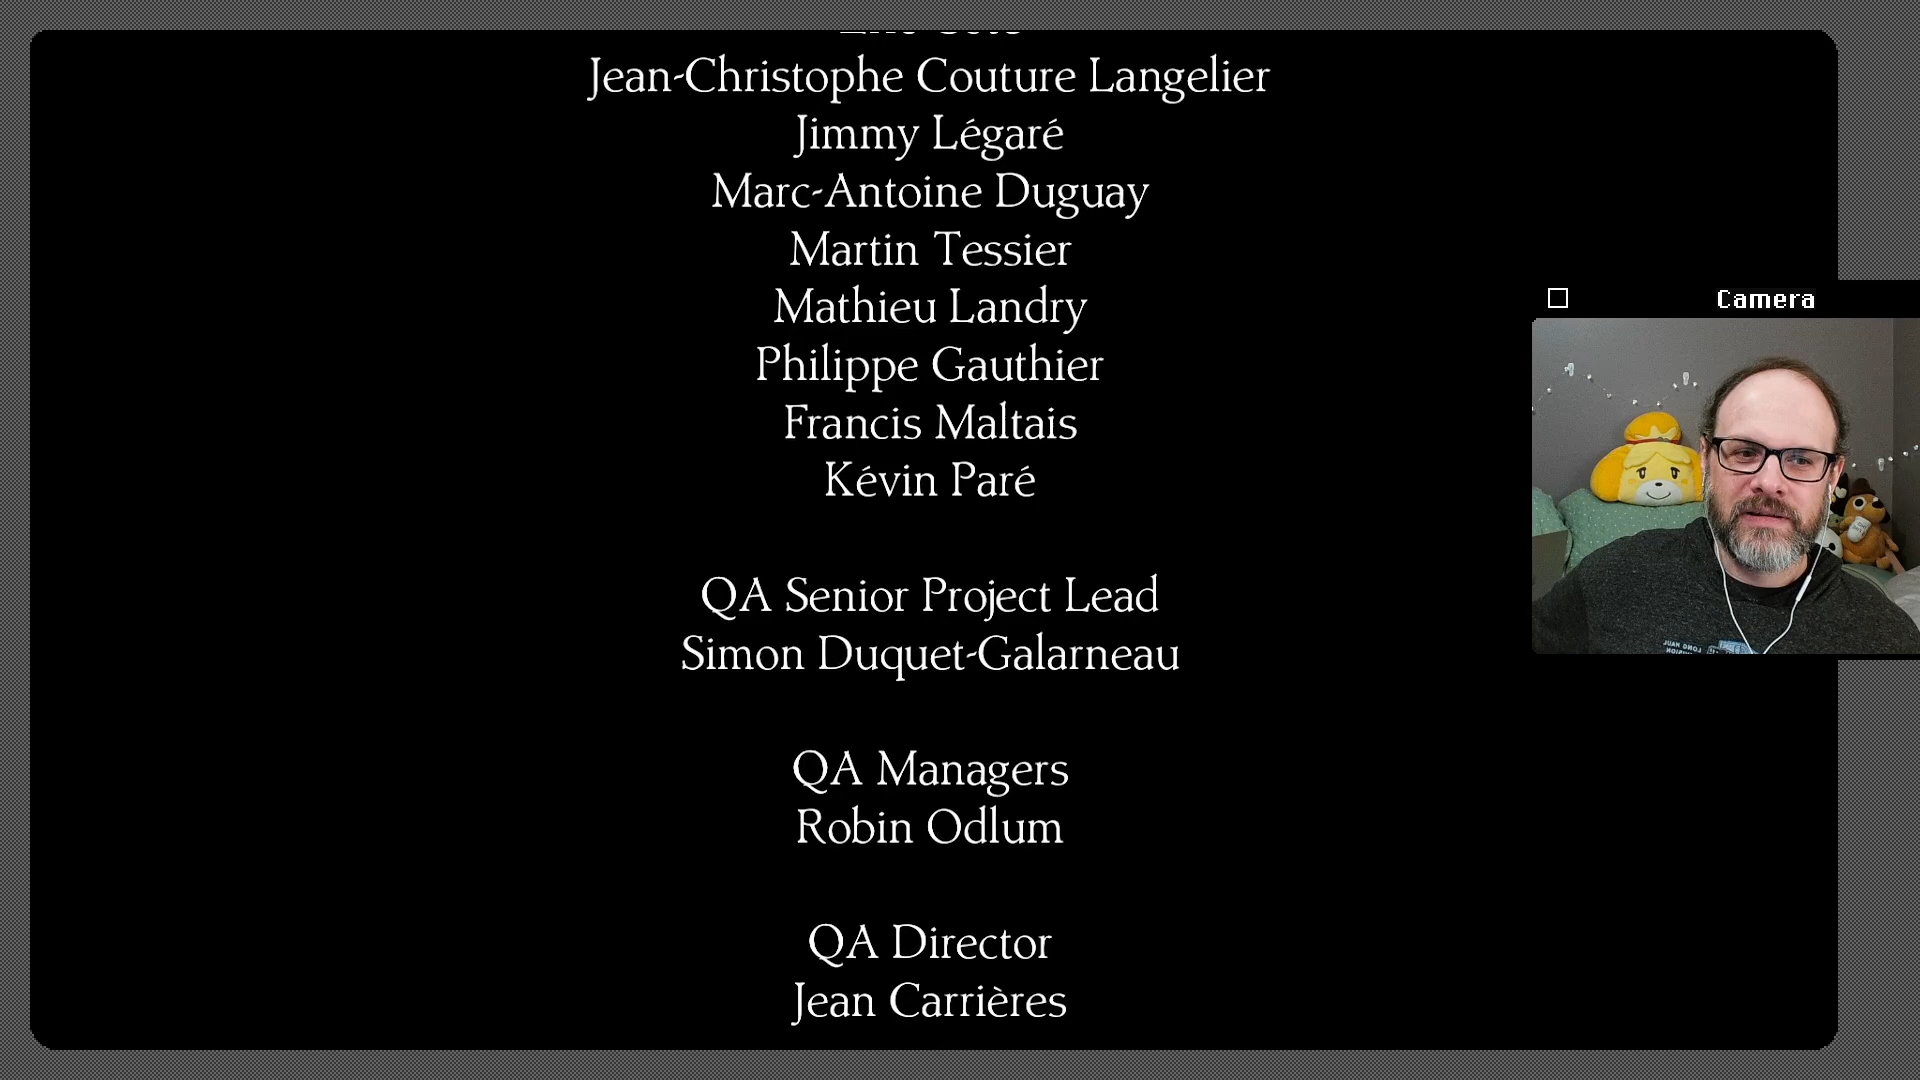 Jean-Christophe Couture Langelier
Jimmy Légaré
Marc-Antoine Duguay
Martin Tessier
Mathieu Landry
Philippe Gauthier
Francis Maltais
Kévin Paré
QA Senior Project Lead
Simon Duquet-Galarneau
QA Managers
Robin Odlum
QA Director
Jean Carrières
Camera